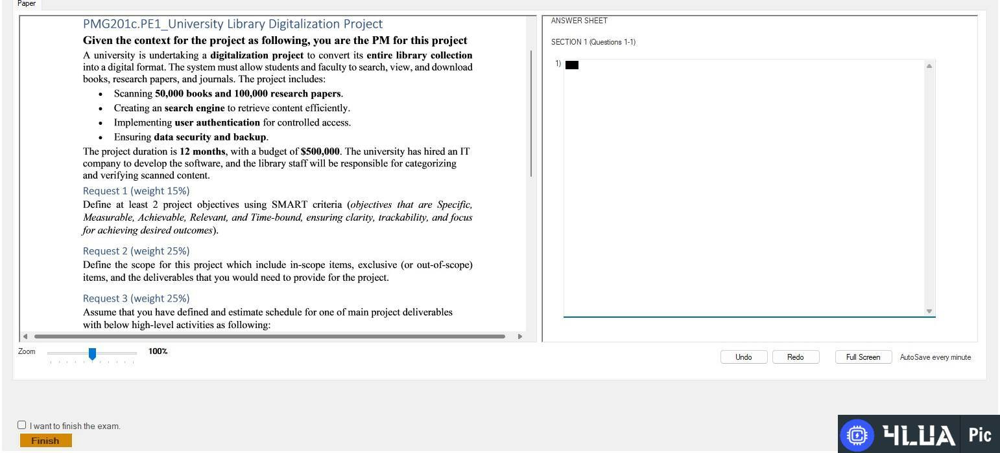 Paper
PMG201c.PE1_University Library Digitalization Project
Given the context for the project as following, you are the PM for this project
A university is undertaking a digitalization project to convert its entire library collection
into a digital format. The system must allow students and faculty to search, view, and download
books, research papers, and journals. The project includes:
• Scanning 50,000 books and 100,000 research papers.
• Creating an search engine to retrieve content efficiently.
• Implementing user authentication for controlled access.
• Ensuring data security and backup.
The project duration is 12 months, with a budget of $500,000. The university has hired an IT
company to develop the software, and the library staff will be responsible for categorizing
and verifying scanned content.
Request 1 (weight 15%)
Define at least 2 project objectives using SMART criteria (objectives that are Specific,
Measurable, Achievable, Relevant, and Time-bound, ensuring clarity, trackability, and focus
for achieving desired outcomes).
Request 2 (weight 25%)
Define the scope for this project which include in-scope items, exclusive (or out-of-scope)
items, and the deliverables that you would need to provide for the project.
Request 3 (weight 25%)
Assume that you have defined and estimate schedule for one of main project deliverables
with below high-level activities as following:
Zoom
100%
ANSWER SHEET
SECTION 1 (Questions 1-1)
1)
Undo
Redo
Full Screen
AutoSave every minute
I want to finish the exam.
Finish
4LUA Pic